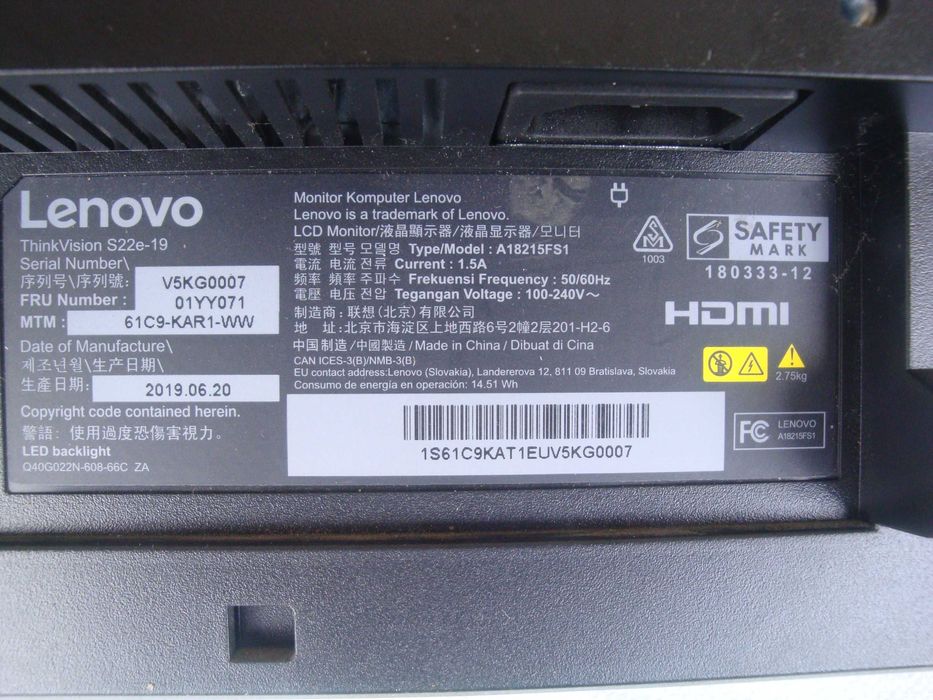 Lenovo
ThinkVision S22e-19
Serial Number\
序列号\序列號: V5KG0007
FRU Number : 01YY071
MTM : 61C9-KAR1-WW
Date of Manufacture\
제조년월\生产日期\
生產日期: 2019.06.20
Copyright code contained herein.
警語: 使用過度恐傷害視力。
LED backlight
Q40G022N-608-66C ZA
Monitor Komputer Lenovo
Lenovo is a trademark of Lenovo.
LCD Monitor/液晶顯示器/液晶显示器/모니터
型號 型号 모델명 Type/Model : A18215FS1
電流 电流 전류 Current : 1.5A
频率 頻率 주파수 Frekuensi Frequency : 50/60Hz
電壓 电压 전압 Tegangan Voltage : 100-240V～
制造商: 联想(北京)有限公司
地 址:北京市海淀区上地西路6号2幢2层201-H2-6
中国制造/中國製造/Made in China/Dibuat di Cina
CAN ICES-3(B)/NMB-3(B)
EU contact address:Lenovo (Slovakia), Landererova 12, 811 09 Bratislava, Slovakia
Consumo de energía en operación: 14.51 Wh
1S61C9KAT1EUV5KG0007
1003
SAFETY
MARK
180333-12
HDMI
2.75kg
FC LENOVO
A18215FS1